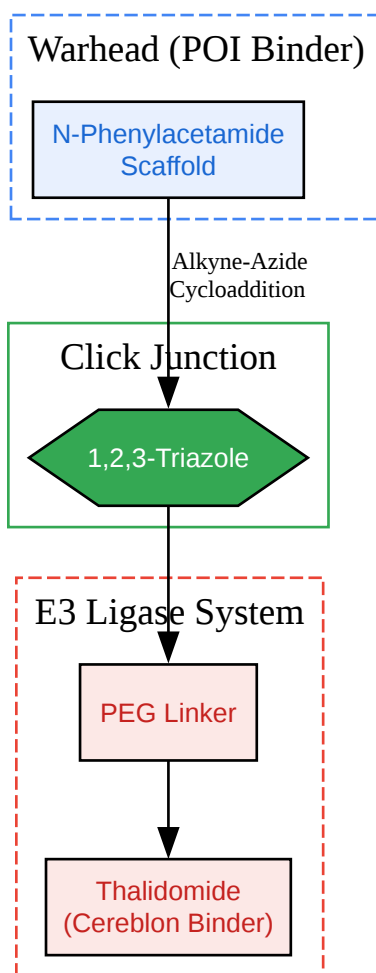 Warhead (POI Binder)
N-Phenylacetamide
Scaffold
Alkyne-Azide
Cycloaddition
Click Junction
1,2,3-Triazole
E3 Ligase System
PEG Linker
Thalidomide
(Cereblon Binder)